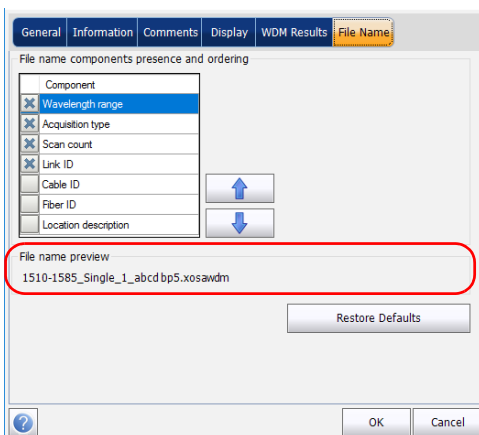 General Information Comments Display WDM Results File Name
File name components presence and ordering
Component
Wavelength range
Acquisition type
Scan count
Link ID
Cable ID
Fiber ID
Location description
File name preview
1510-1585_Single_1_abcd bp5.xosawdm
Restore Defaults
? OK Cancel